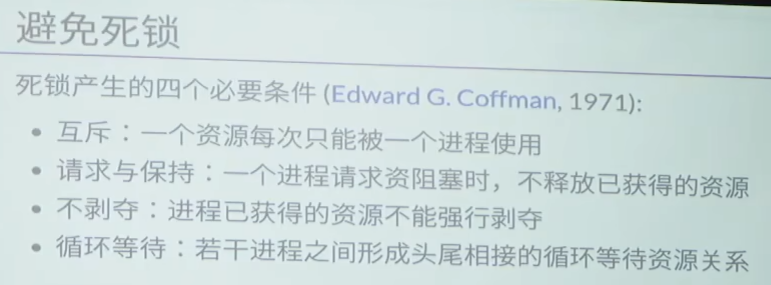 避免死锁
死锁产生的四个必要条件 (Edward G. Coffman, 1971):
• 互斥：一个资源每次只能被一个进程使用
• 请求与保持：一个进程请求资阻塞时，不释放已获得的资源
• 不剥夺：进程已获得的资源不能强行剥夺
• 循环等待：若干进程之间形成头尾相接的循环等待资源关系